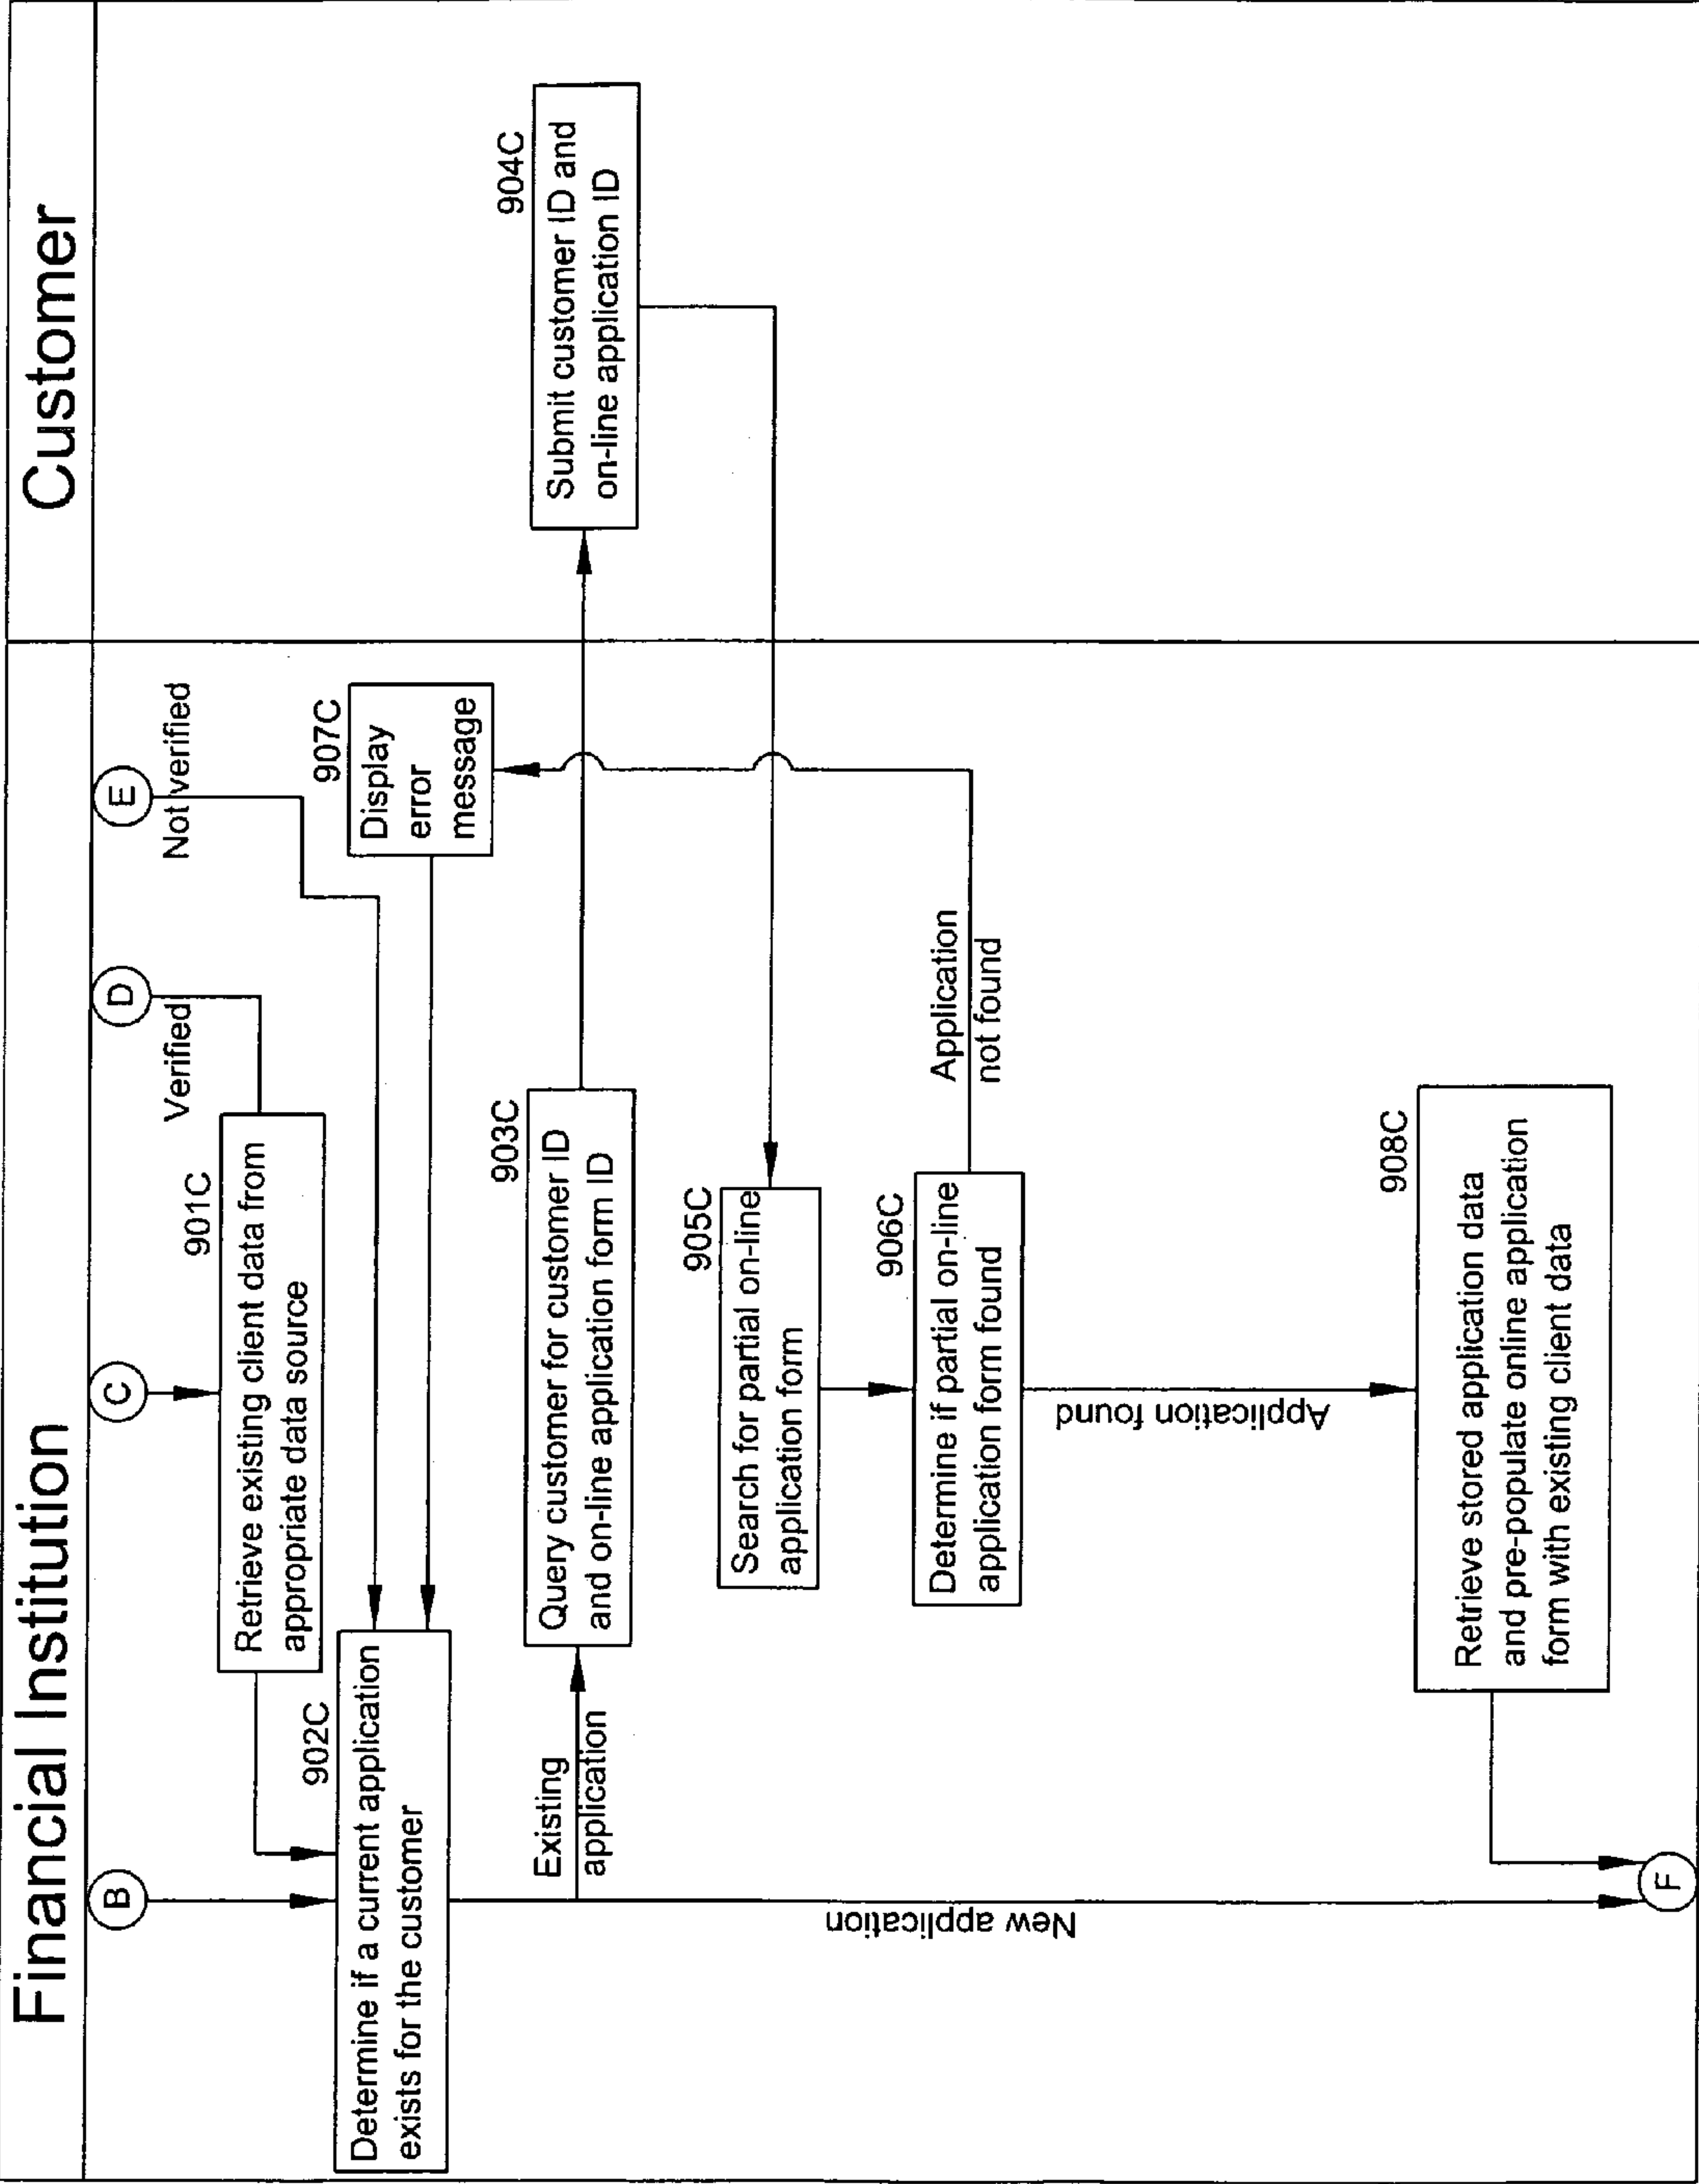 Financial Institution
Customer
B
C
D
E
Verified
Not verified
901C
Retrieve existing client data from
appropriate data source
902C
Determine if a current application
exists for the customer
907C
Display
error
message
Existing
application
903C
Query customer for customer ID
and on-line application form ID
904C
Submit customer ID and
on-line application ID
905C
Search for partial on-line
application form
906C
Determine if partial on-line
application form found
Application
not found
Application found
New application
908C
Retrieve stored application data
and pre-populate online application
form with existing client data
F